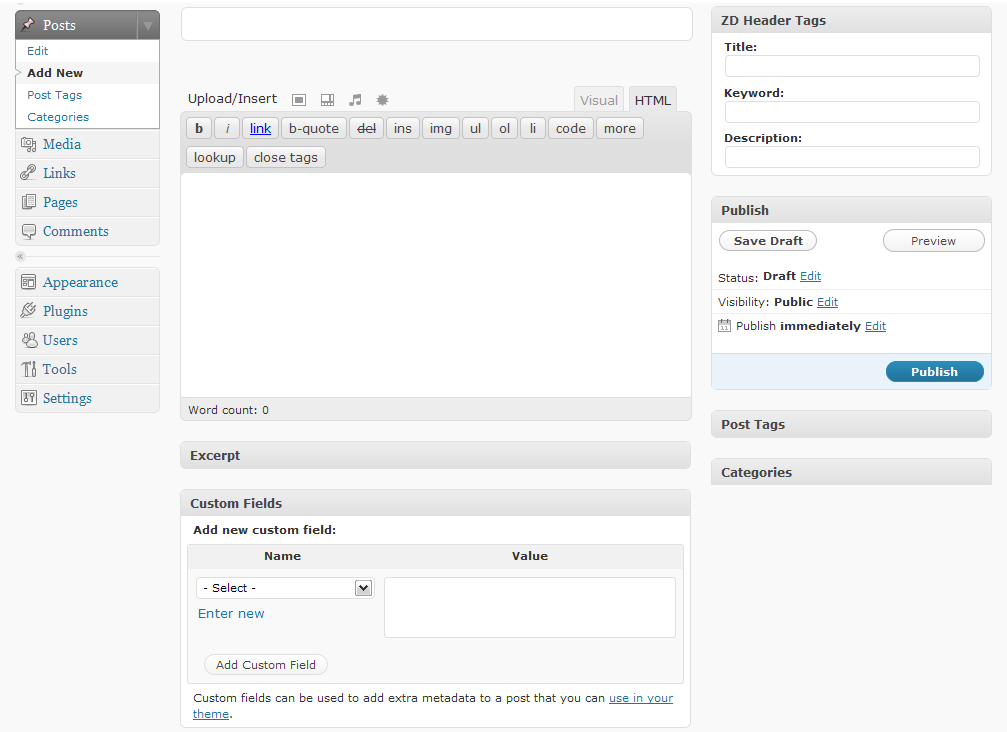 Posts
Edit
Add New
Post Tags
Categories
Media
Links
Pages
Comments
«
Appearance
Plugins
Users
Tools
Settings
Upload/Insert
Visual HTML
b i link b-quote del ins img ul ol li code more
lookup close tags
Word count: 0
Excerpt
Custom Fields
Add new custom field:
Name Value
- Select -
Enter new
Add Custom Field
Custom fields can be used to add extra metadata to a post that you can use in your
theme.
ZD Header Tags
Title:
Keyword:
Description:
Publish
Save Draft Preview
Status: Draft Edit
Visibility: Public Edit
11 Publish immediately Edit
Publish
Post Tags
Categories